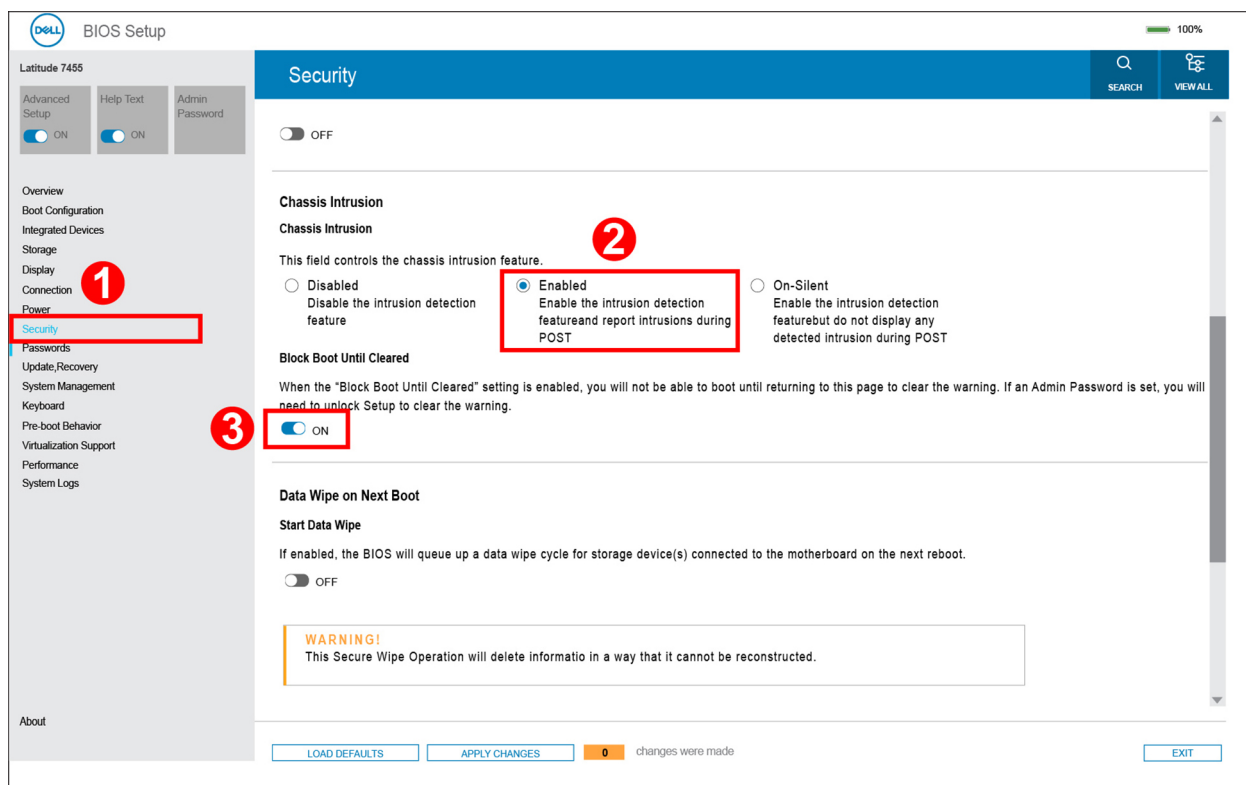 DELL
BIOS Setup
100%
Latitude 7455
Advanced Setup
ON
Help Text
ON
Admin Password
Security
SEARCH
VIEW ALL
Overview
Boot Configuration
Integrated Devices
Storage
Display
Connection
Power
Security
Passwords
Update,Recovery
System Management
Keyboard
Pre-boot Behavior
Virtualization Support
Performance
System Logs
About
1
OFF
Chassis Intrusion
Chassis Intrusion
2
This field controls the chassis intrusion feature.
Disabled
Disable the intrusion detection
feature
Enabled
Enable the intrusion detection
featureand report intrusions during
POST
On-Silent
Enable the intrusion detection
featurebut do not display any
detected intrusion during POST
Block Boot Until Cleared
When the “Block Boot Until Cleared” setting is enabled, you will not be able to boot until returning to this page to clear the warning. If an Admin Password is set, you will
need to unlock Setup to clear the warning.
3
ON
Data Wipe on Next Boot
Start Data Wipe
If enabled, the BIOS will queue up a data wipe cycle for storage device(s) connected to the motherboard on the next reboot.
OFF
WARNING!
This Secure Wipe Operation will delete informatio in a way that it cannot be reconstructed.
LOAD DEFAULTS
APPLY CHANGES
0
changes were made
EXIT